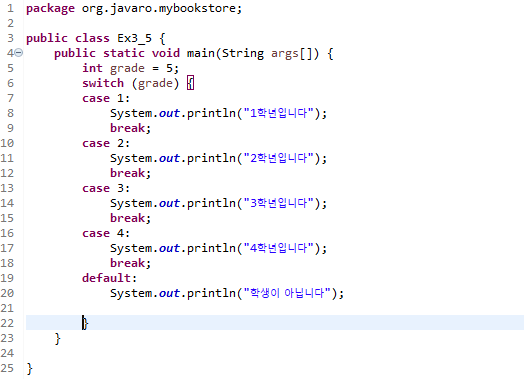 1 package org.javaro.mybookstore;
2
3 public class Ex3_5 {
4 public static void main(String args[]) {
5 int grade = 5;
6 switch (grade) {
7 case 1:
8 System.out.println("1학년입니다");
9 break;
10 case 2:
11 System.out.println("2학년입니다");
12 break;
13 case 3:
14 System.out.println("3학년입니다");
15 break;
16 case 4:
17 System.out.println("4학년입니다");
18 break;
19 default:
20 System.out.println("학생이 아닙니다");
21
22 }
23 }
24
25 }